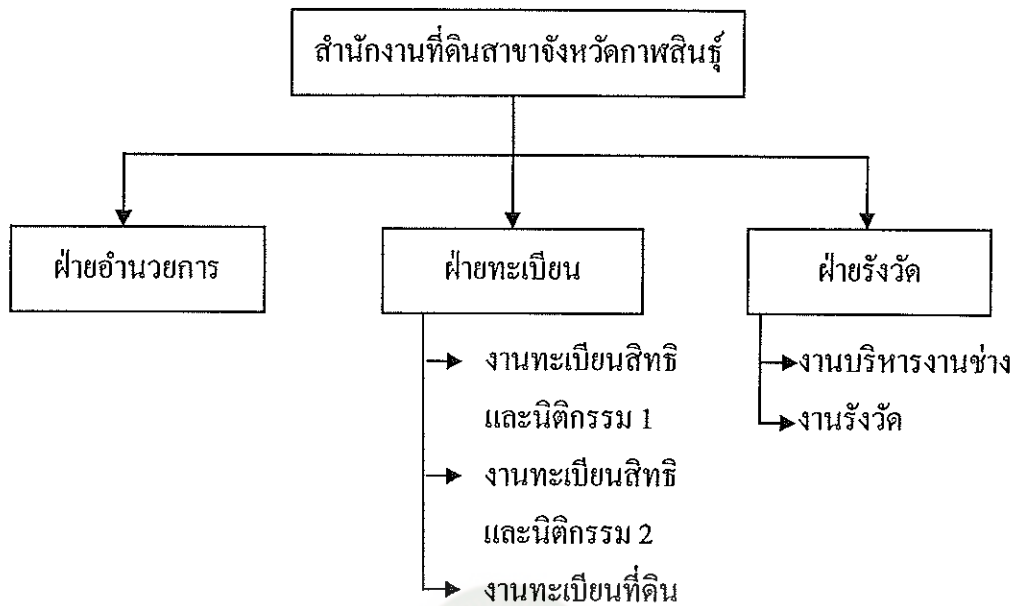 สำนักงานที่ดินสาขาจังหวัดกาฬสินธุ์
ฝ่ายอำนวยการ
ฝ่ายทะเบียน
ฝ่ายรังวัด
งานทะเบียนสิทธิ
และนิติกรรม 1
งานทะเบียนสิทธิ
และนิติกรรม 2
งานทะเบียนที่ดิน
งานบริหารงานช่าง
งานรังวัด